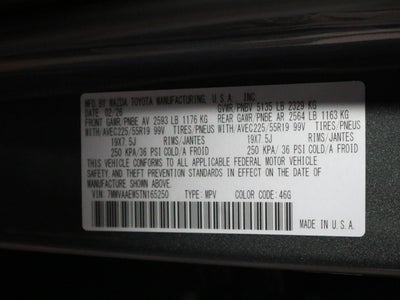 MFD. BY MAZDA TOYOTA MANUFACTURING, U.S.A. INC
DATE: 02/26 GVWR/PNBV 5135 LB 2329 KG
FRONT GAWR/PNBE AV 2593 LB 1176 KG REAR GAWR/PNBE AR 2564 LB 1163 KG
WITH/AVEC225/55R19 99V TIRES/PNEUS WITH/AVEC225/55R19 99V TIRES/PNEUS
19X7.5J RIMS/JANTES 19X7.5J RIMS/JANTES
250 KPA/36 PSI COLD/A FROID 250 KPA/36 PSI COLD/A FROID
THIS VEHICLE CONFORMS TO ALL APPLICABLE FEDERAL MOTOR VEHICLE
SAFETY, BUMPER, AND THEFT PREVENTION STANDARDS IN EFFECT ON THE DATE
OF MANUFACTURE SHOWN ABOVE.
VIN: 7MMVAAEW5TN165250 TYPE: MPV COLOR CODE: 46G
MADE IN U.S.A.